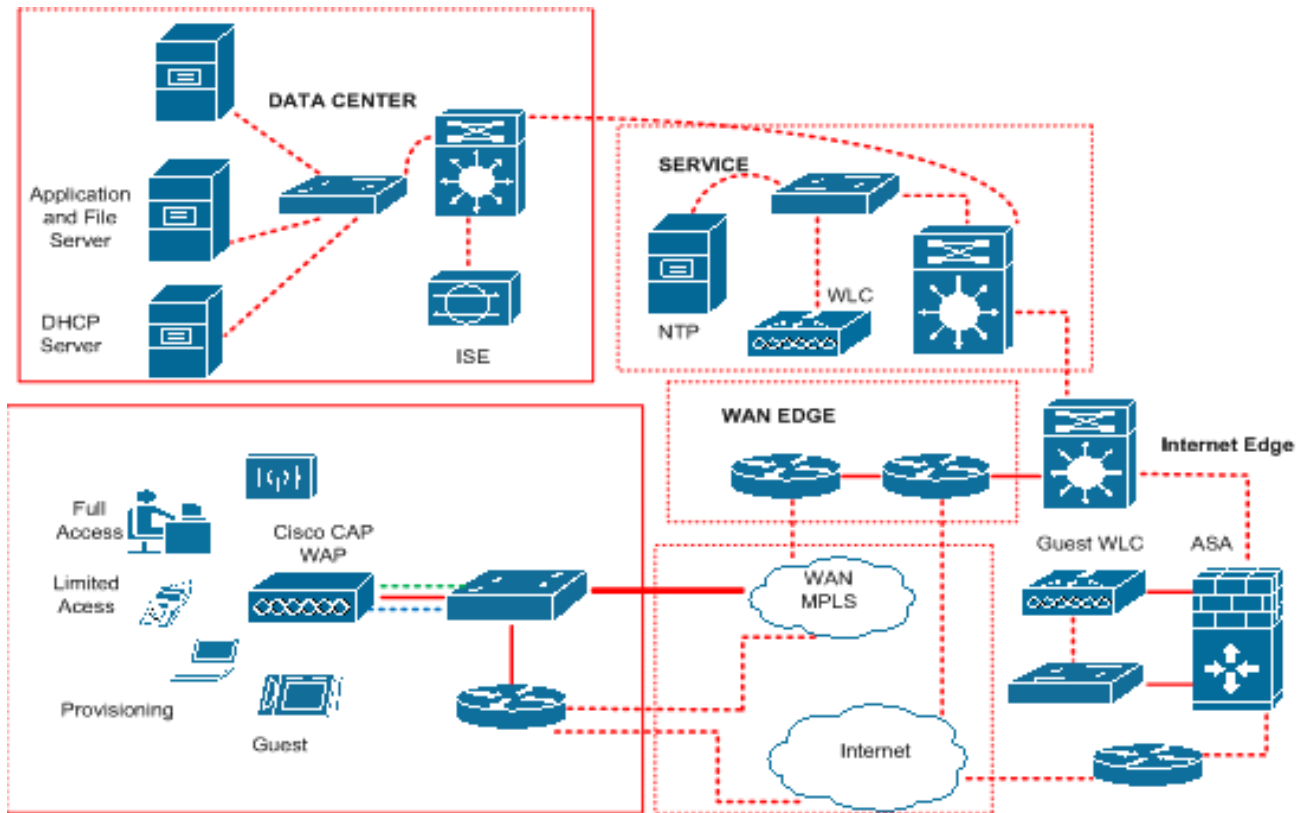 DATA CENTER
Application
and File
Server
DHCP
Server
ISE
SERVICE
WLC
NTP
WAN EDGE
Internet Edge
Full
Access
Cisco CAP
WAP
Limited
Acess
Provisioning
Guest
WAN
MPLS
Guest WLC
ASA
Internet